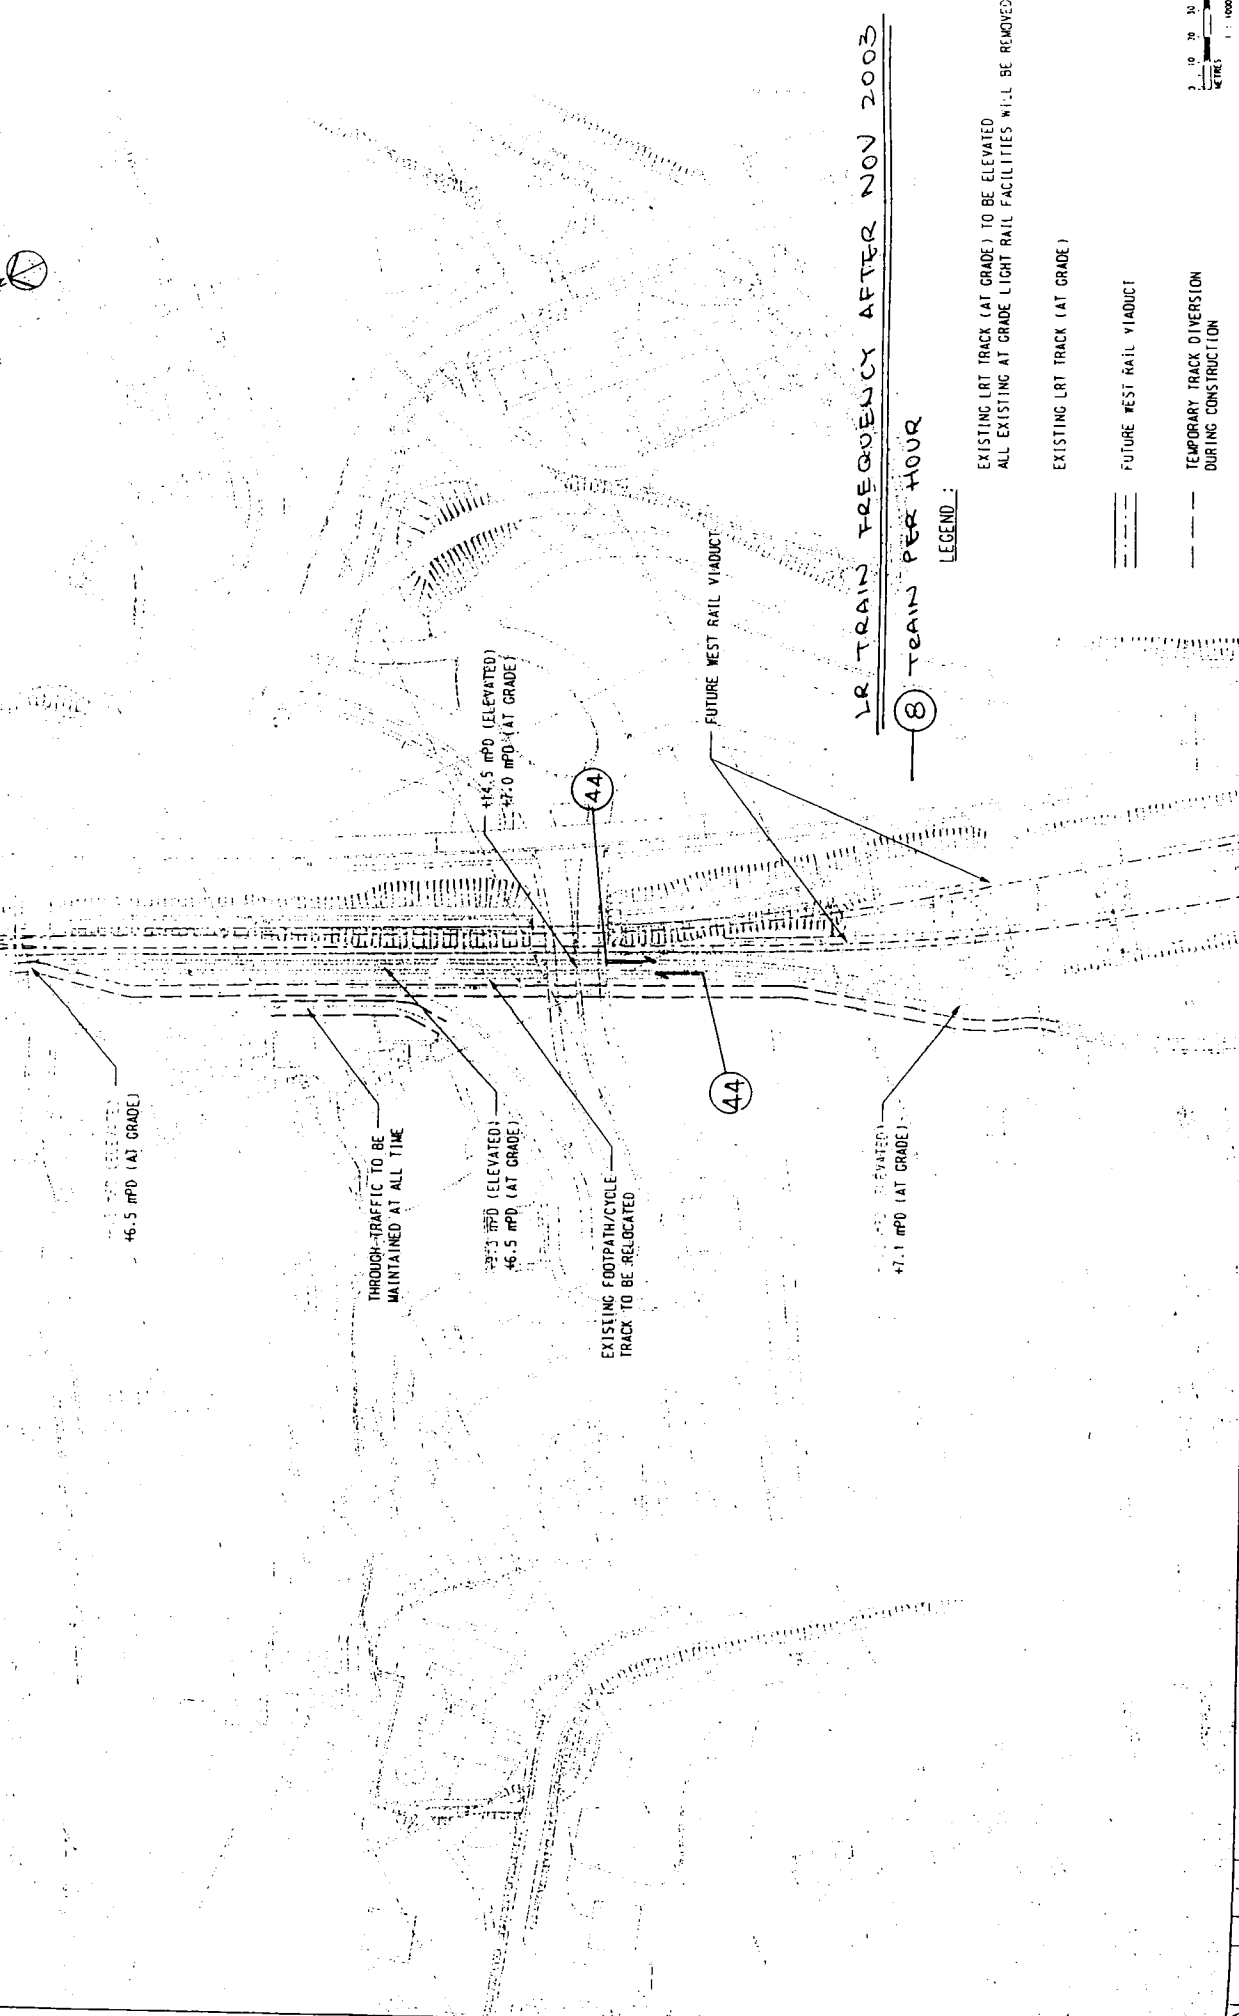 +6.5 mPD (AT GRADE)
THROUGH-TRAFFIC TO BE
MAINTAINED AT ALL TIME
mPD (ELEVATED)
+6.5 mPD (AT GRADE)
EXISTING FOOTPATH/CYCLE
TRACK TO BE RELOCATED
44
+7.1 mPD (AT GRADE)
+14.5 mPD (ELEVATED)
+7.0 mPD (AT GRADE)
44
FUTURE WEST RAIL VIADUCT
LR TRAIN FREQUENCY AFTER NOV 2003
8 TRAIN PER HOUR
LEGEND :
EXISTING LRT TRACK (AT GRADE) TO BE ELEVATED
ALL EXISTING AT GRADE LIGHT RAIL FACILITIES WILL BE REMOVED
EXISTING LRT TRACK (AT GRADE)
FUTURE WEST RAIL VIADUCT
TEMPORARY TRACK DIVERSION
DURING CONSTRUCTION
0 10 20 30
METRES